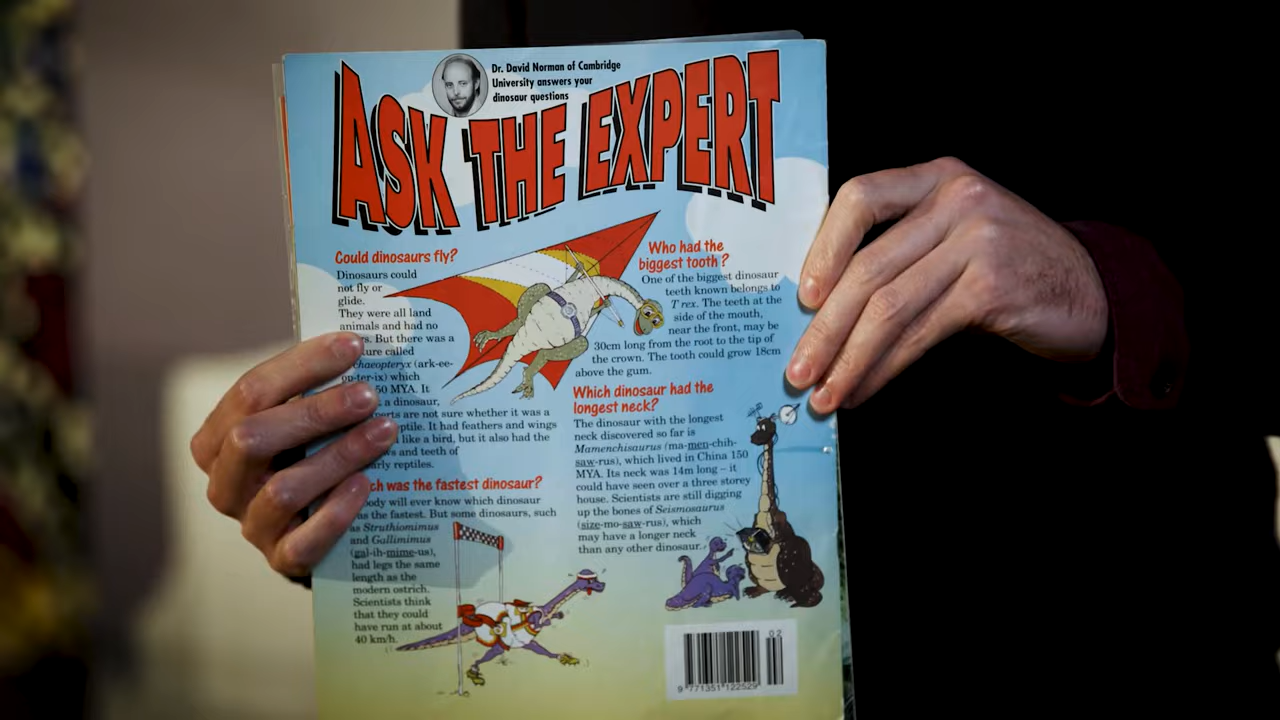 Dr. David Norman of Cambridge
University answers your
dinosaur questions
ASK THE EXPERT
Could dinosaurs fly?
Dinosaurs could
not fly or
glide.
They were all land
animals and had no
But there was a
called
(ark-ee-
op-ter-ix) which
50 MYA. It
a dinosaur,
are not sure whether it was a
It had feathers and wings
like a bird, but it also had the
and teeth of
reptiles.
was the fastest dinosaur?
will ever know which dinosaur
the fastest. But some dinosaurs, such
as Struthiomimus
and Gallimimus
(gal-ih-mime-us),
had legs the same
length as the
modern ostrich.
Scientists think
that they could
have run at about
40 km/h.
Who had the
biggest tooth?
One of the biggest dinosaur
teeth known belongs to
T rex. The teeth at the
side of the mouth,
near the front, may be
30cm long from the root to the tip of
the crown. The tooth could grow 18cm
above the gum.
Which dinosaur had the
longest neck?
The dinosaur with the longest
neck discovered so far is
Mamenchisaurus (ma-men-chih-
saw-rus), which lived in China 150
MYA. Its neck was 14m long – it
could have seen over a three storey
house. Scientists are still digging
up the bones of Seismosaurus
(size-mo-saw-rus), which
may have a longer neck
than any other dinosaur.
02
9 771351 122529